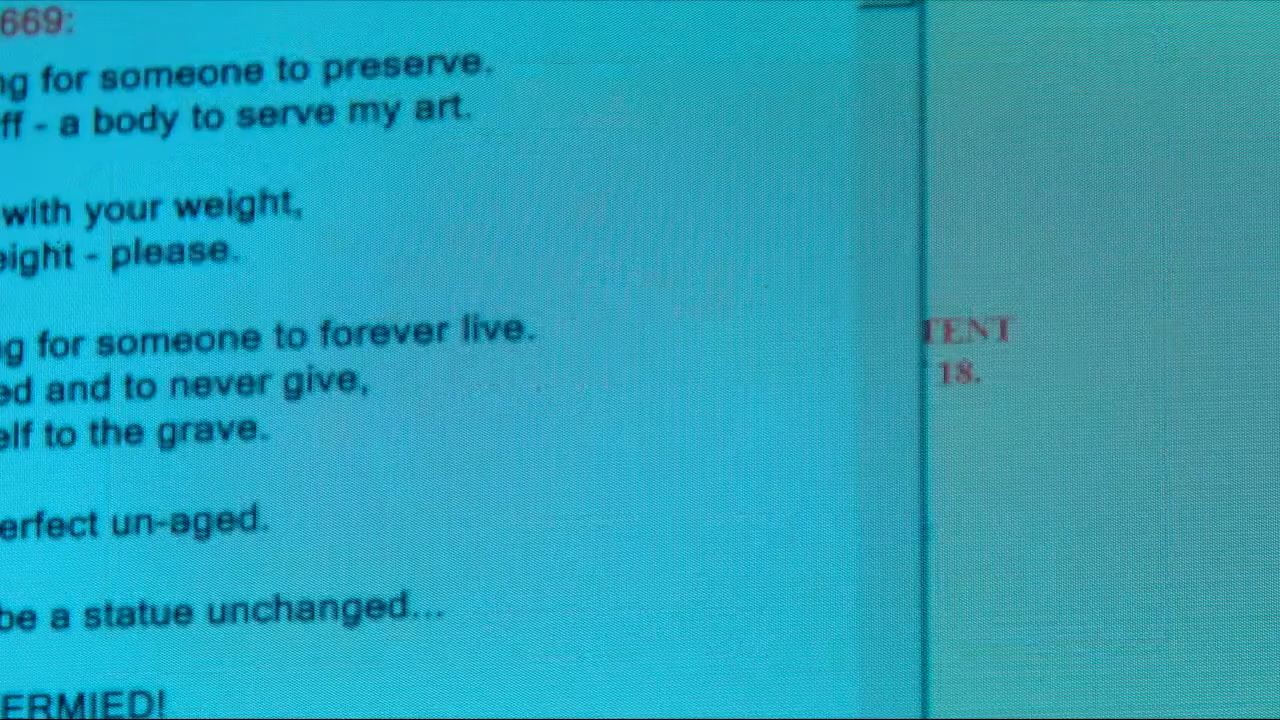 669:
ng for someone to preserve.
ff - a body to serve my art.
with your weight,
eight - please.
ng for someone to forever live.
ed and to never give,
elf to the grave.
erfect un-aged.
be a statue unchanged...
ERMIED!
TENT
18.